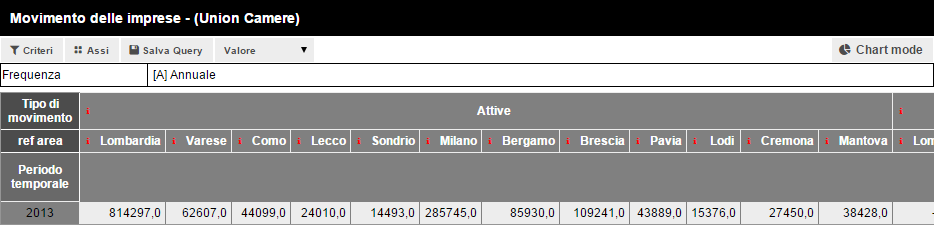 Movimento delle imprese - (Union Camere)
Criteri Assi Salva Query Valore Chart mode
Frequenza [A] Annuale
Tipo di movimento Attive
ref area Lombardia Varese Como Lecco Sondrio Milano Bergamo Brescia Pavia Lodi Cremona Mantova
Periodo temporale
2013 814297,0 62607,0 44099,0 24010,0 14493,0 285745,0 85930,0 109241,0 43889,0 15376,0 27450,0 38428,0